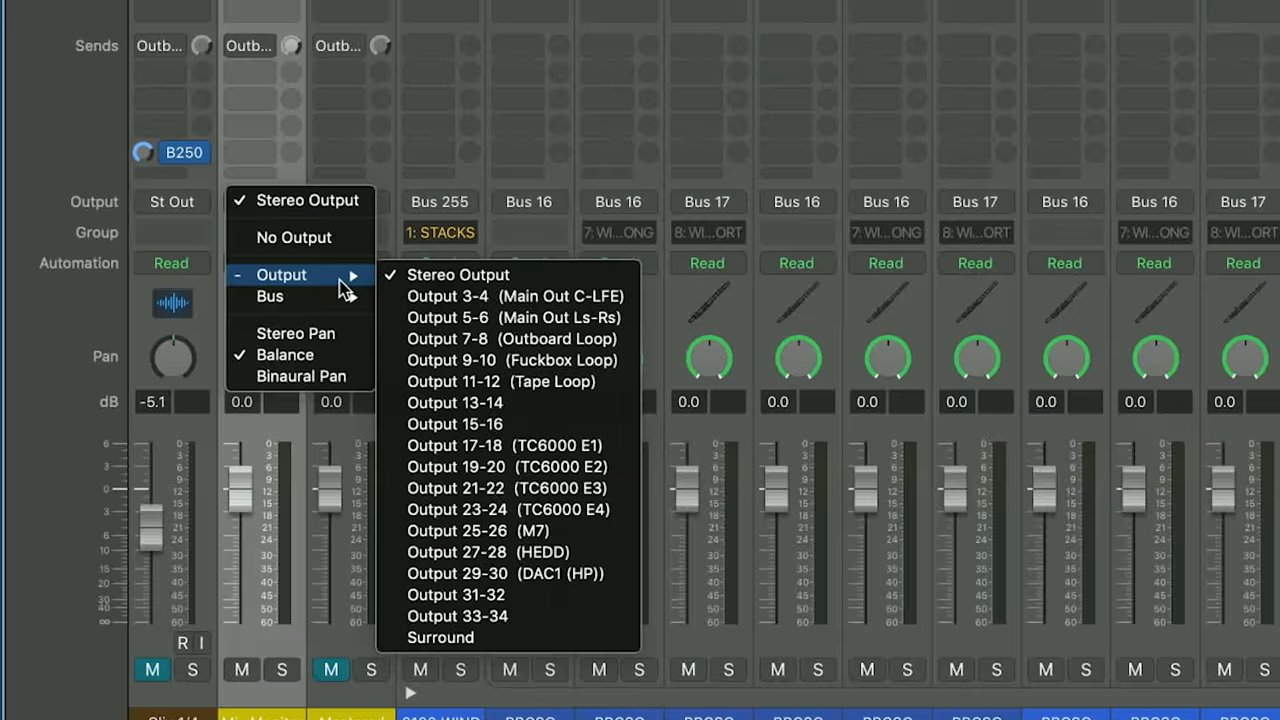 Sends Outb... Outb... Outb...
B250
Output St Out Bus 255 Bus 16 Bus 16 Bus 17 Bus 16 Bus 16 Bus 17 Bus 16 Bus 16 Bus 17
Group 1: STACKS 7: WI...ONG 8: WI...ORT 7: WI...ONG 8: WI...ORT 7: WI...ONG 8: WI...ORT
Automation Read Read Read Read Read Read Read Read
Pan
dB -5.1 0.0 0.0 0.0 0.0 0.0 0.0 0.0 0.0 0.0
✓ Stereo Output
No Output
- Output
Bus
Stereo Pan
✓ Balance
Binaural Pan
✓ Stereo Output
Output 3-4 (Main Out C-LFE)
Output 5-6 (Main Out Ls-Rs)
Output 7-8 (Outboard Loop)
Output 9-10 (Fuckbox Loop)
Output 11-12 (Tape Loop)
Output 13-14
Output 15-16
Output 17-18 (TC6000 E1)
Output 19-20 (TC6000 E2)
Output 21-22 (TC6000 E3)
Output 23-24 (TC6000 E4)
Output 25-26 (M7)
Output 27-28 (HEDD)
Output 29-30 (DAC1 (HP))
Output 31-32
Output 33-34
Surround
R I
M S M S M S M S M S M S M S M S M S M S M S M S M S